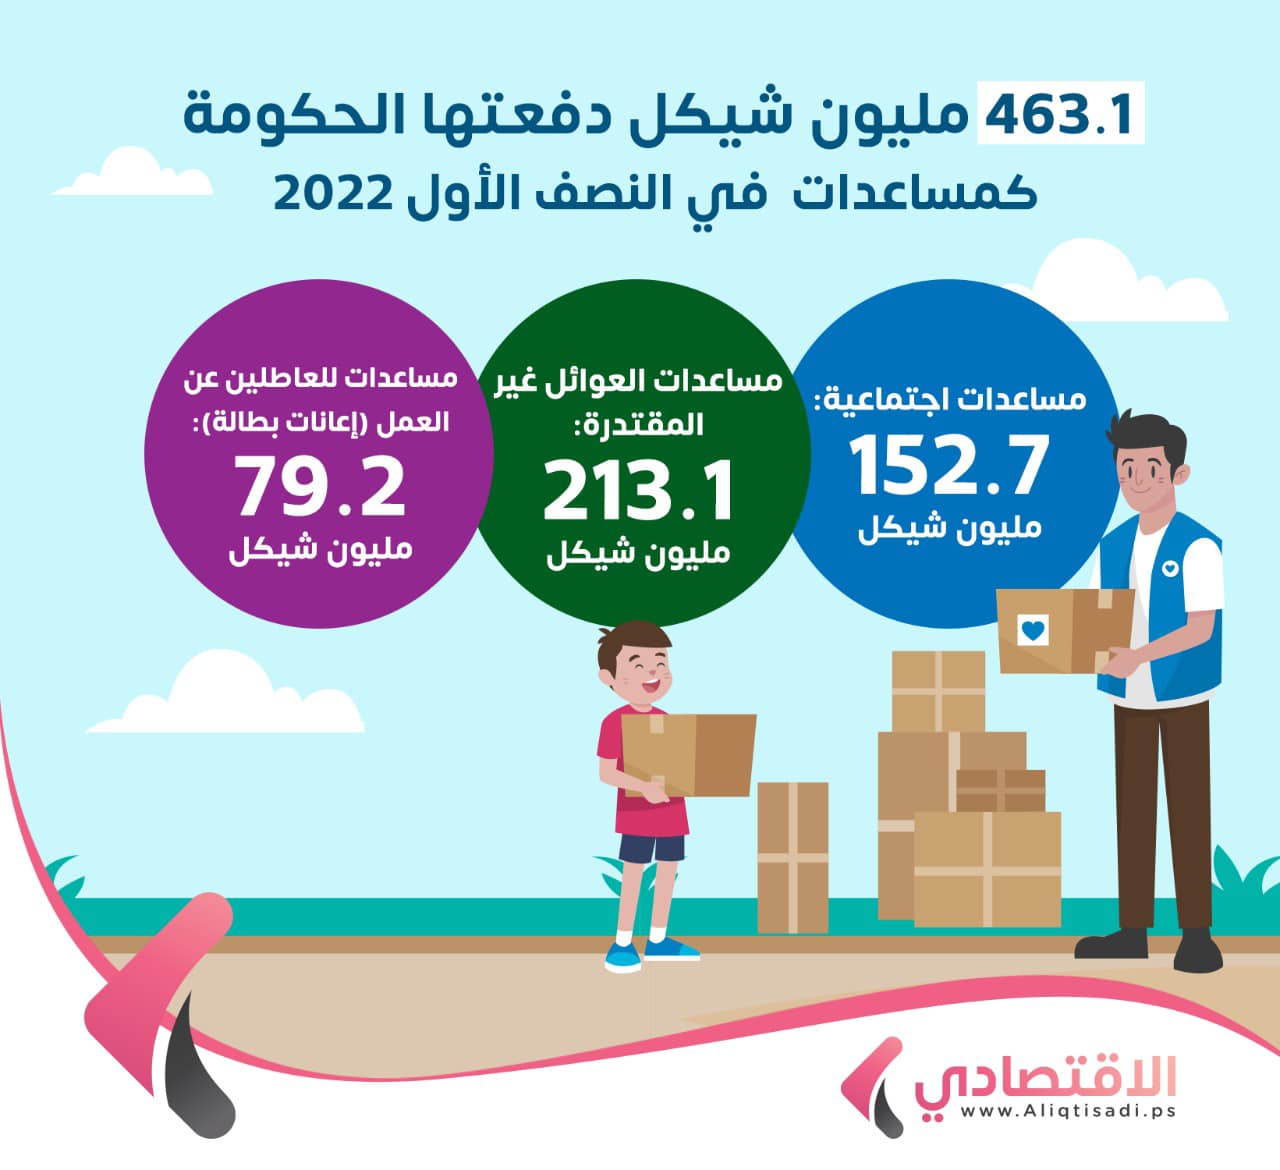 463.1 مليون شيكل دفعتها الحكومة
كمساعدات في النصف الأول 2022
مساعدات اجتماعية:
152.7
مليون شيكل
مساعدات العوائل غير
المقتدرة:
213.1
مليون شيكل
مساعدات للعاطلين عن
العمل (إعانات بطالة):
79.2
مليون شيكل
الاقتصادي
www.Aliqtisadi.ps